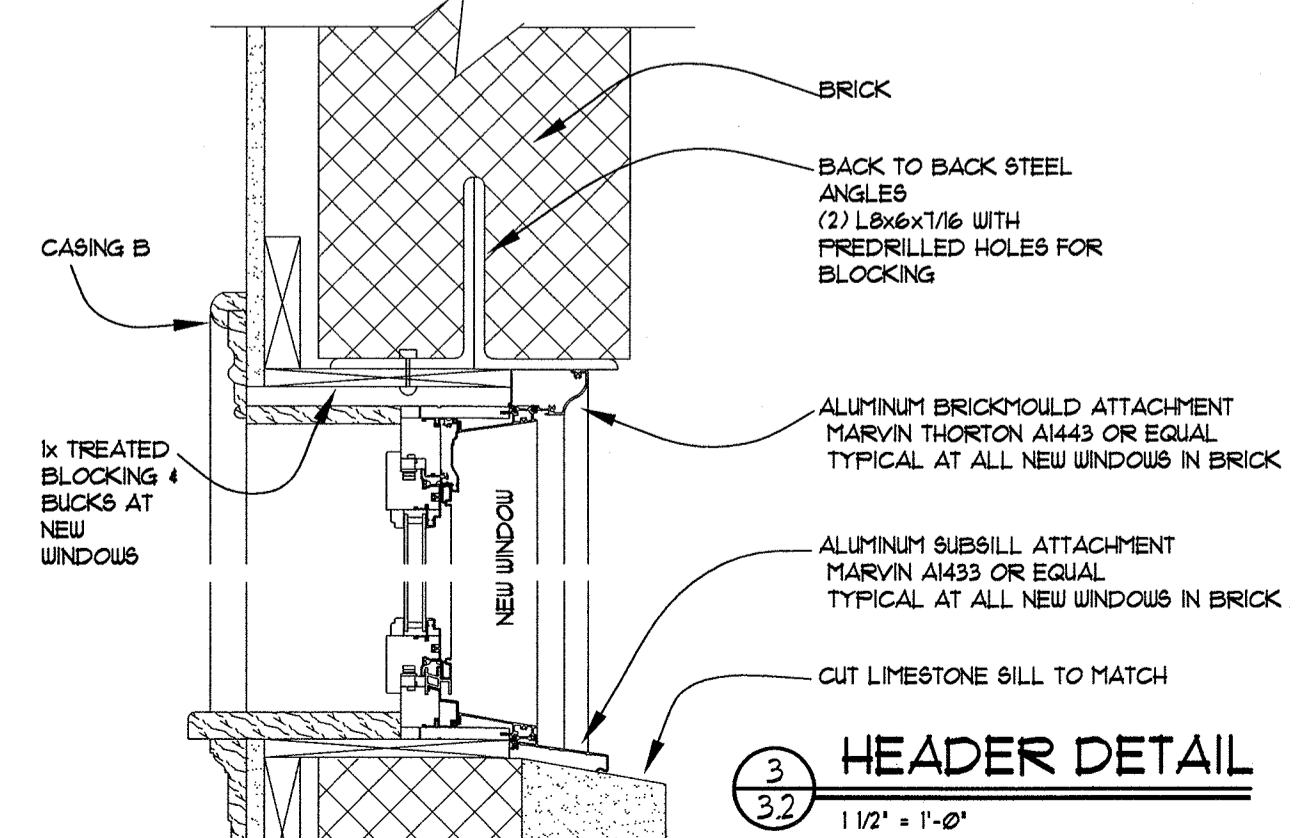 BRICK
BACK TO BACK STEEL
ANGLES
(2) L8x6x7/16 WITH
PREDRILLED HOLES FOR
BLOCKING
CASING B
ALUMINUM BRICKMOULD ATTACHMENT
MARVIN THORTON A1443 OR EQUAL
TYPICAL AT ALL NEW WINDOWS IN BRICK
1x TREATED
BLOCKING &
BUCKS AT
NEW
WINDOWS
NEW WINDOW
ALUMINUM SUBSILL ATTACHMENT
MARVIN A1433 OR EQUAL
TYPICAL AT ALL NEW WINDOWS IN BRICK
CUT LIMESTONE SILL TO MATCH
3
3.2
HEADER DETAIL
1 1/2" = 1'-0"